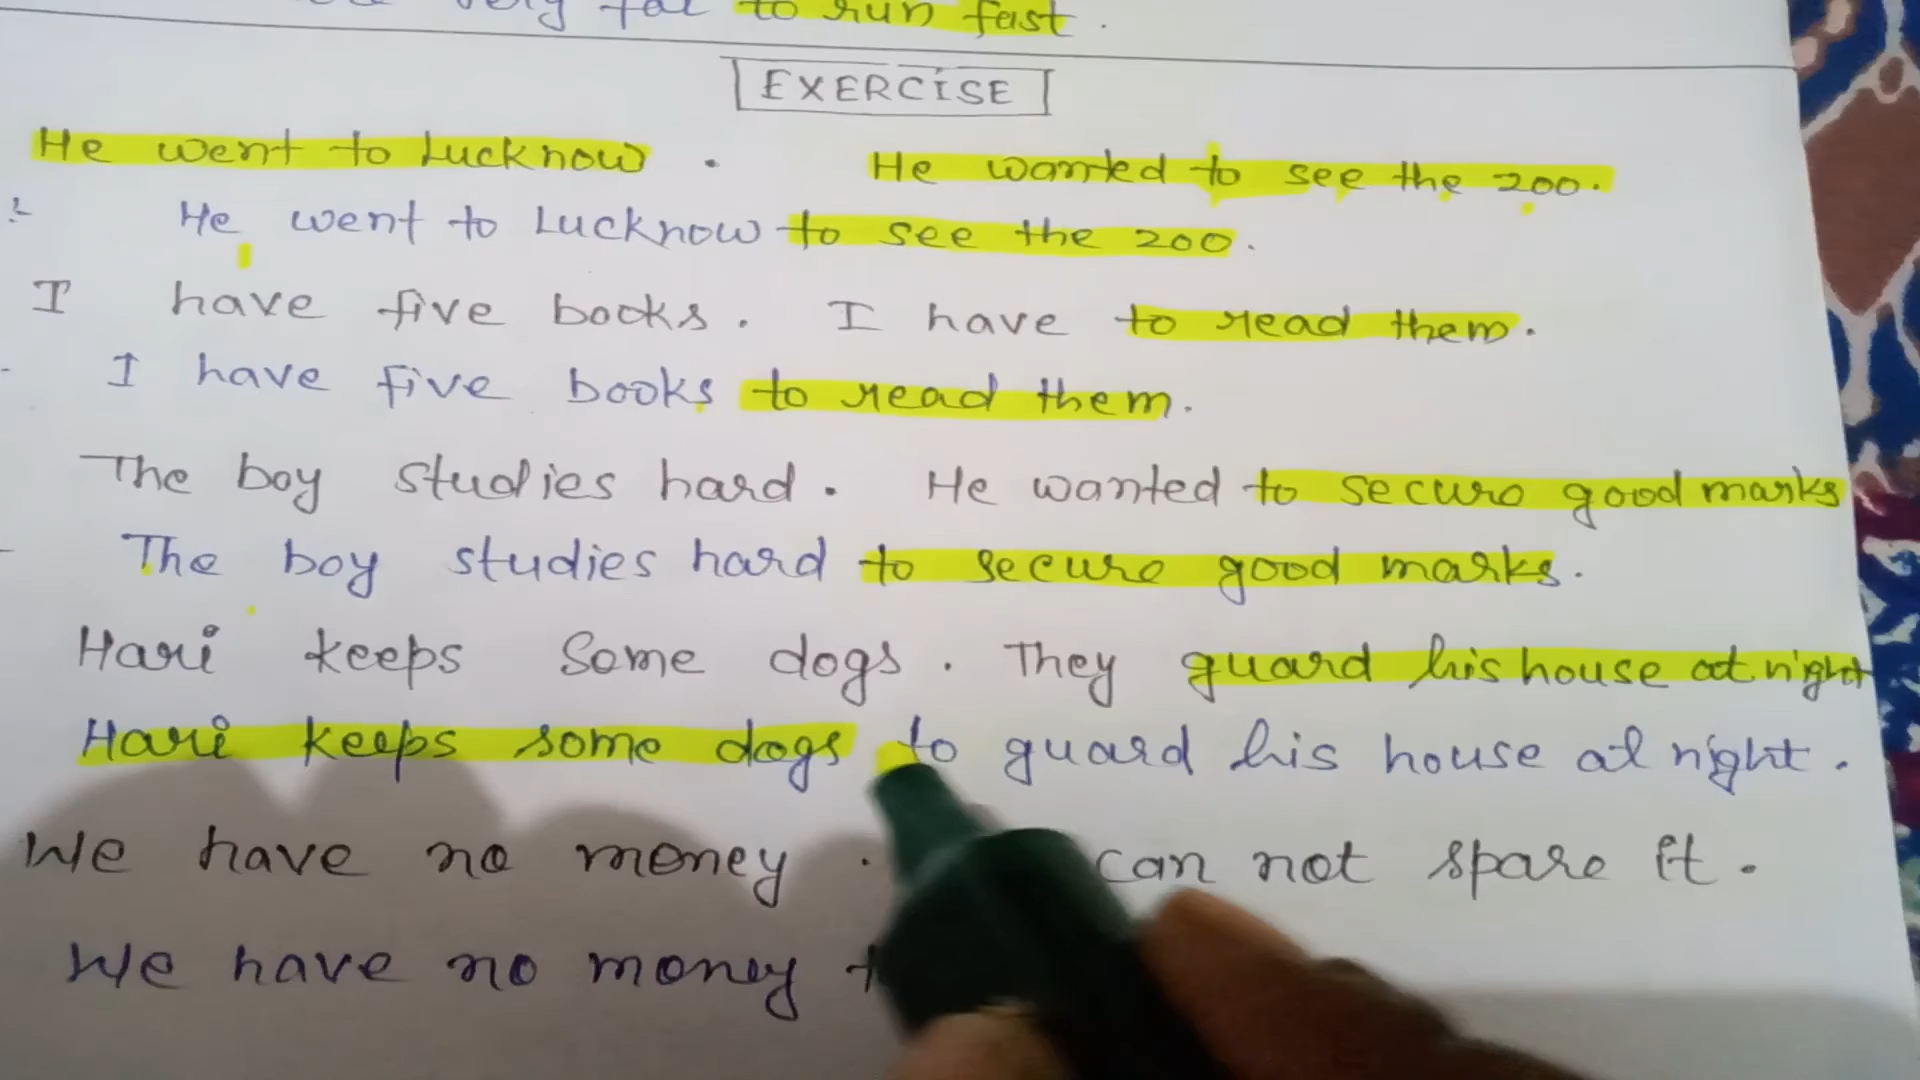 very fat to run fast.
EXERCISE
He went to Lucknow. He wanted to see the zoo.
:- He went to Lucknow to see the zoo.
I have five books. I have to read them.
- I have five books to read them.
The boy studies hard. He wanted to secure good marks
- The boy studies hard to secure good marks.
Hari keeps Some dogs. They guard his house at night
Hari keeps some dogs to guard his house at night.
We have no money. can not spare it.
We have no money